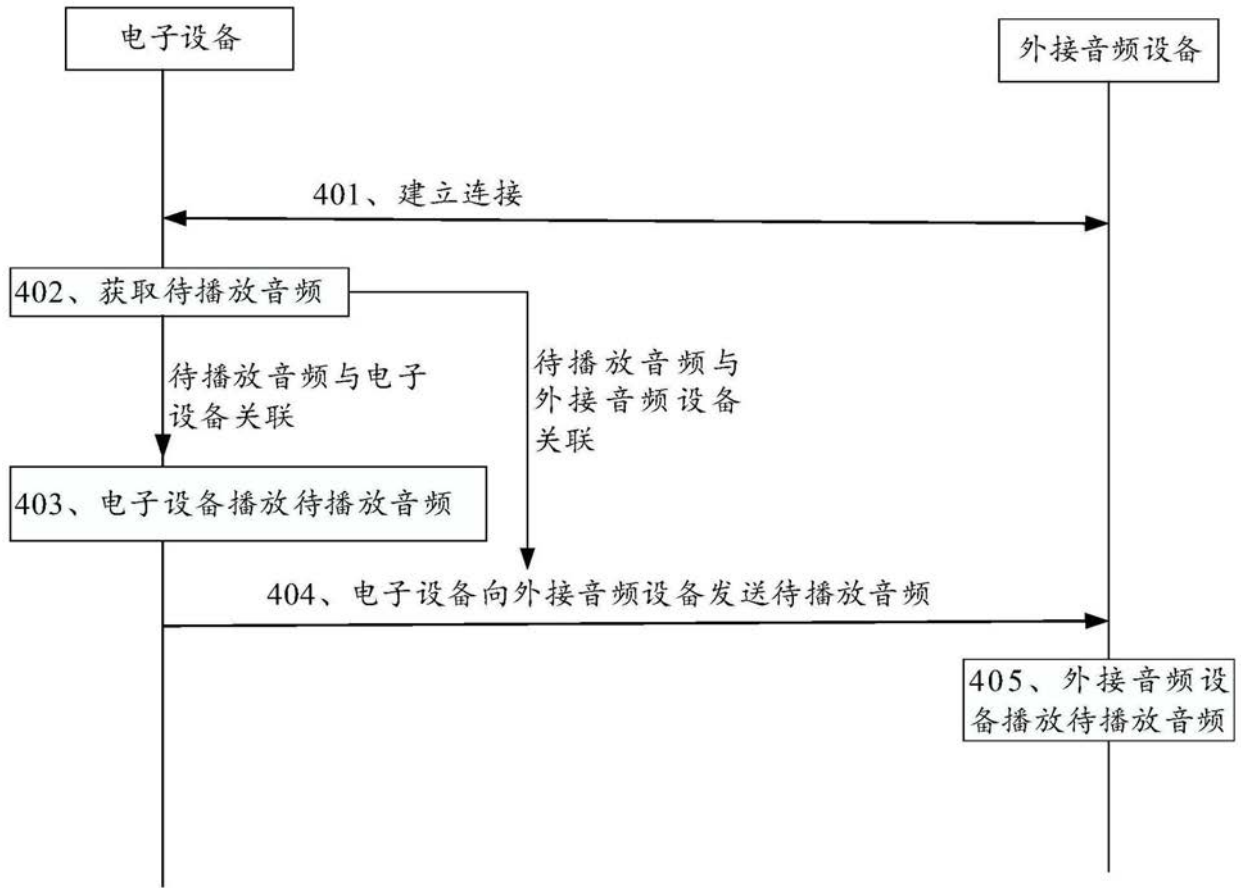 电子设备
外接音频设备
401、建立连接
402、获取待播放音频
待播放音频与电子
设备关联
待播放音频与
外接音频设备
关联
403、电子设备播放待播放音频
404、电子设备向外接音频设备发送待播放音频
405、外接音频设
备播放待播放音频